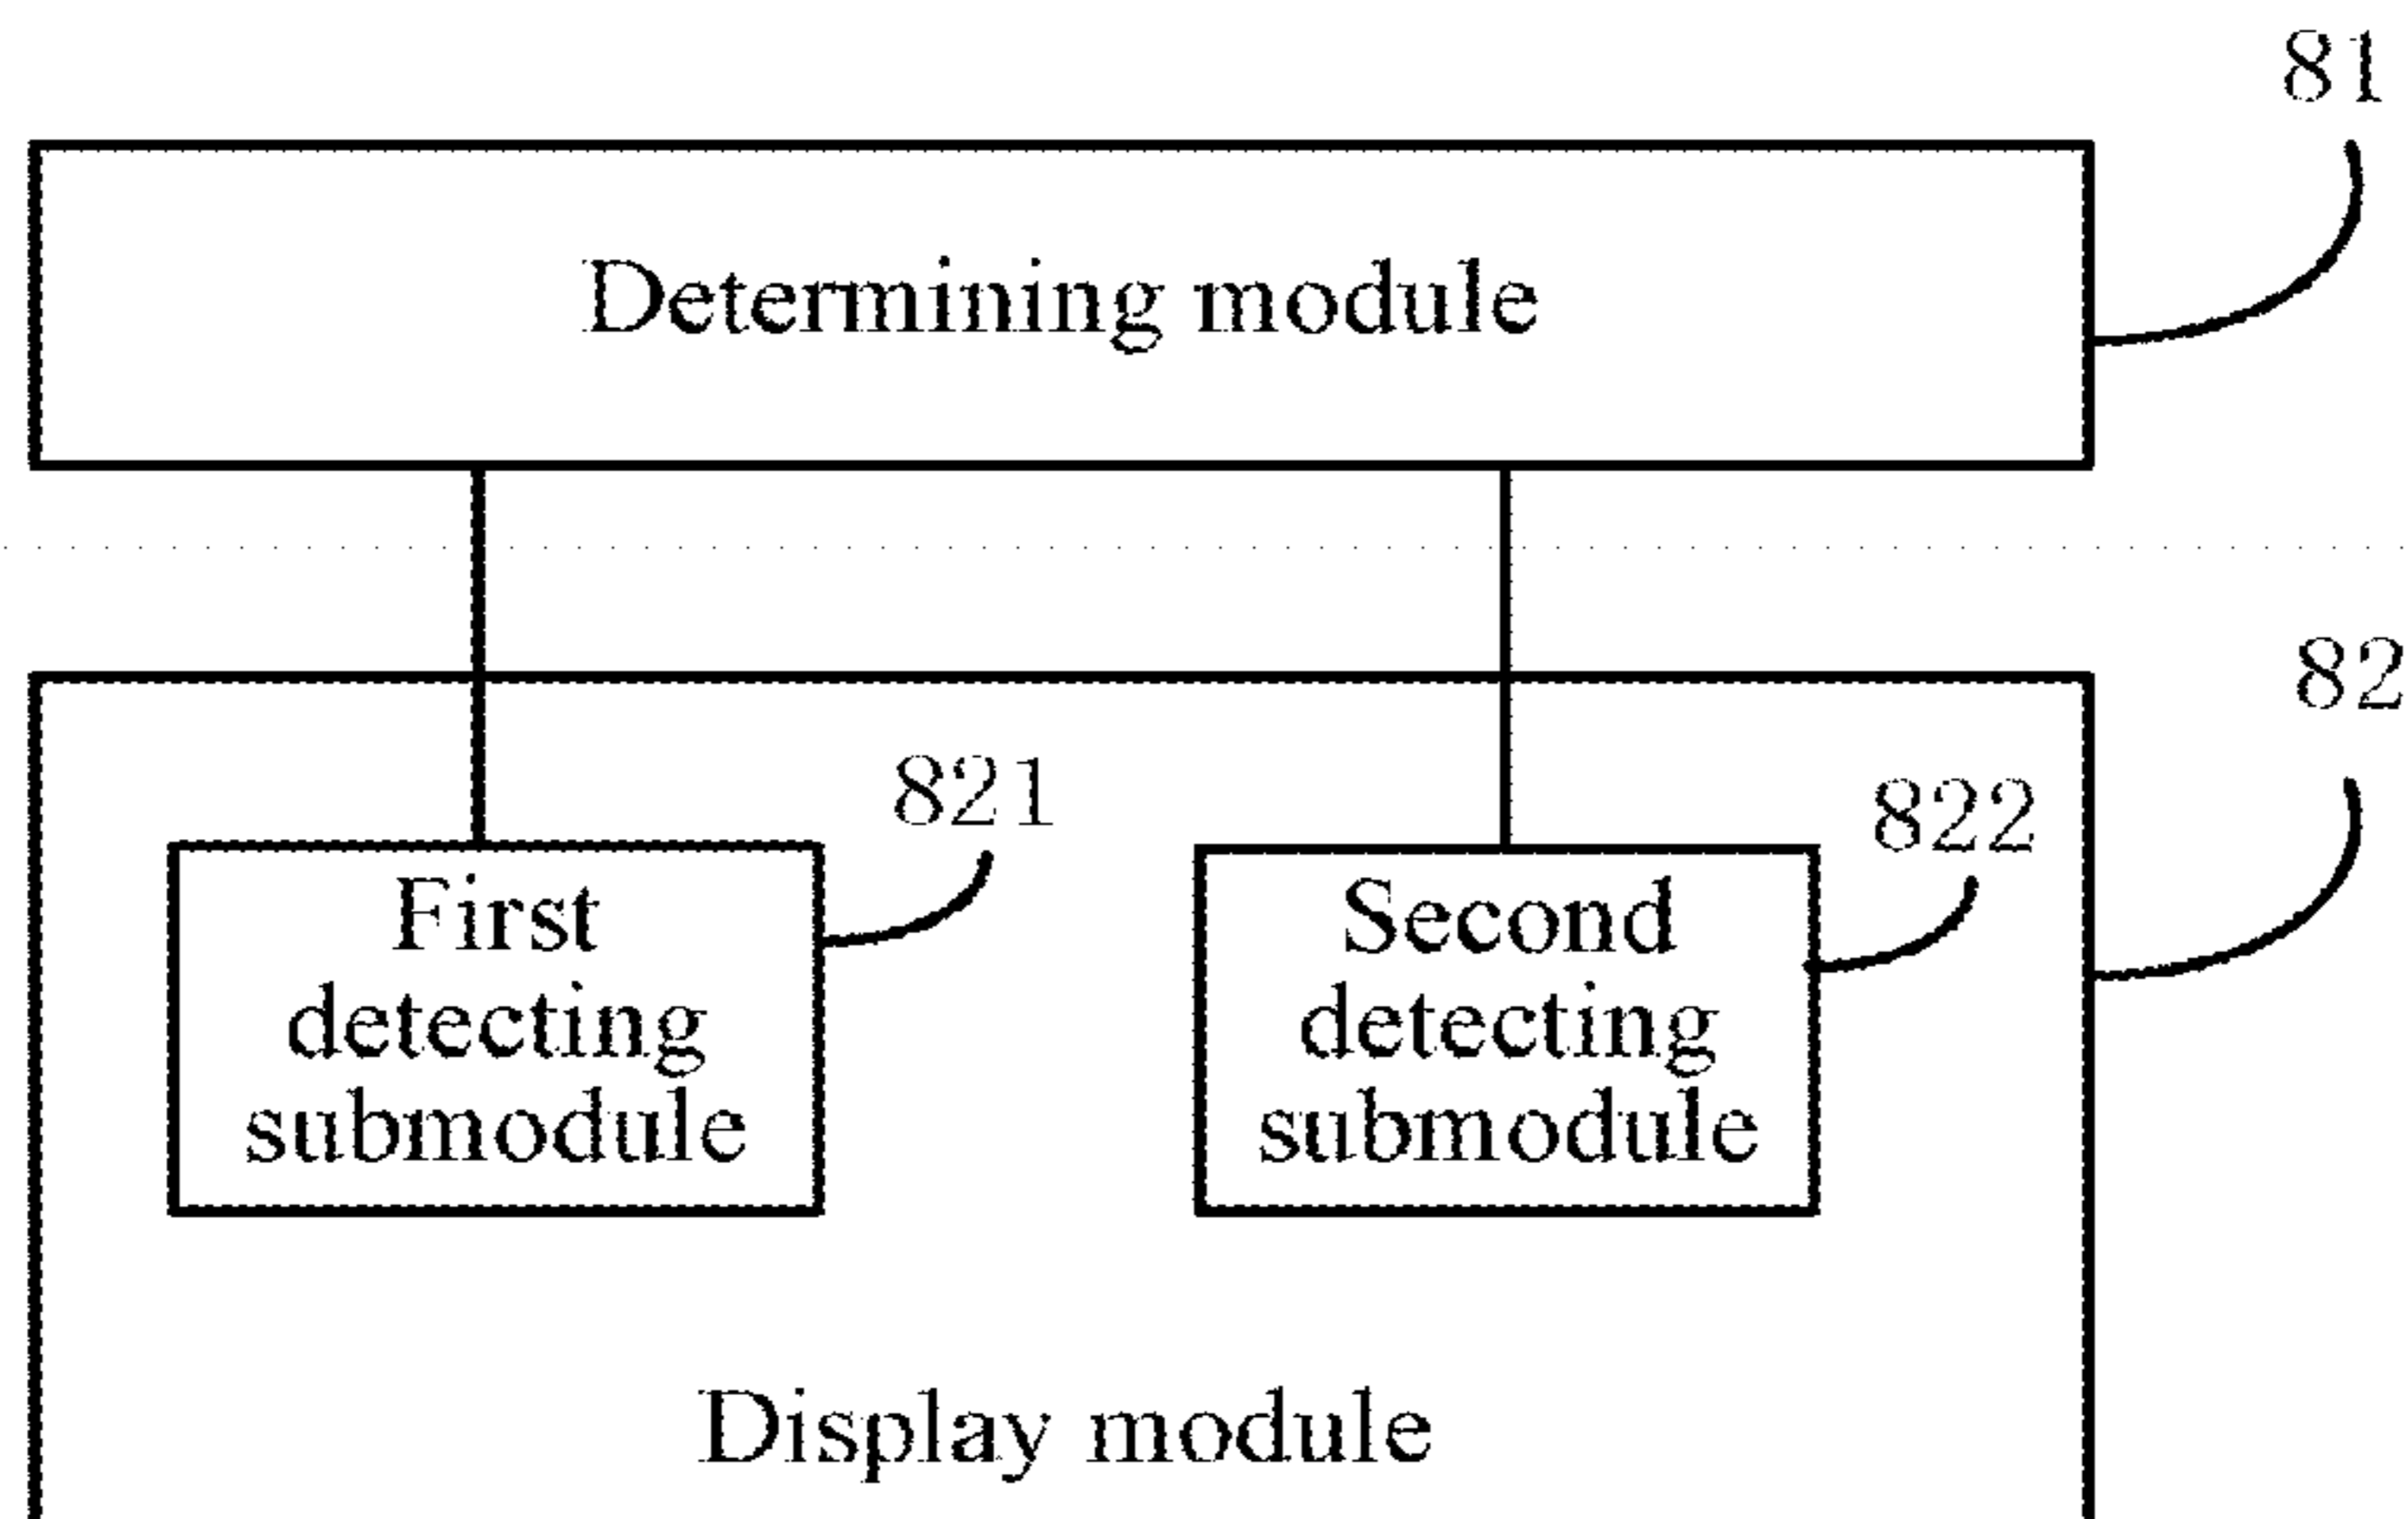 81
Determining module
82
821
822
First
detecting
submodule
Second
detecting
submodule
Display module